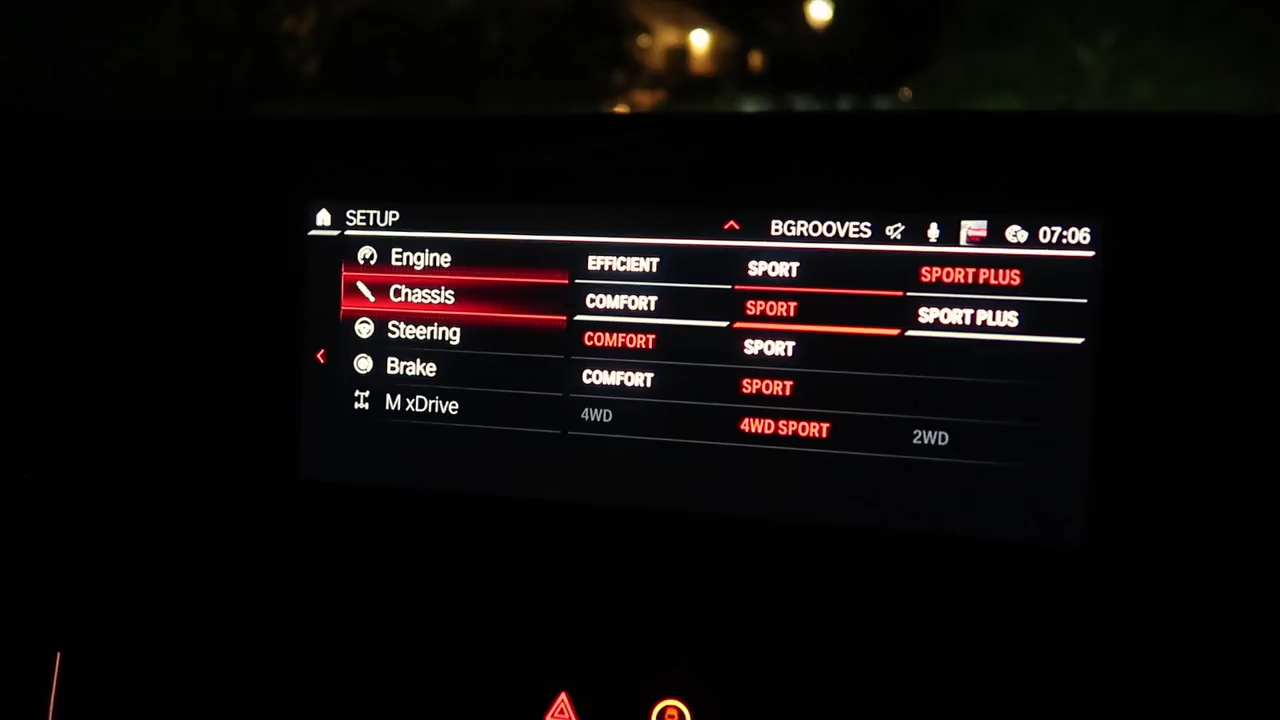 SETUP BGROOVES 07:06
Engine EFFICIENT SPORT SPORT PLUS
Chassis COMFORT SPORT SPORT PLUS
Steering COMFORT SPORT
Brake COMFORT SPORT
M xDrive 4WD 4WD SPORT 2WD